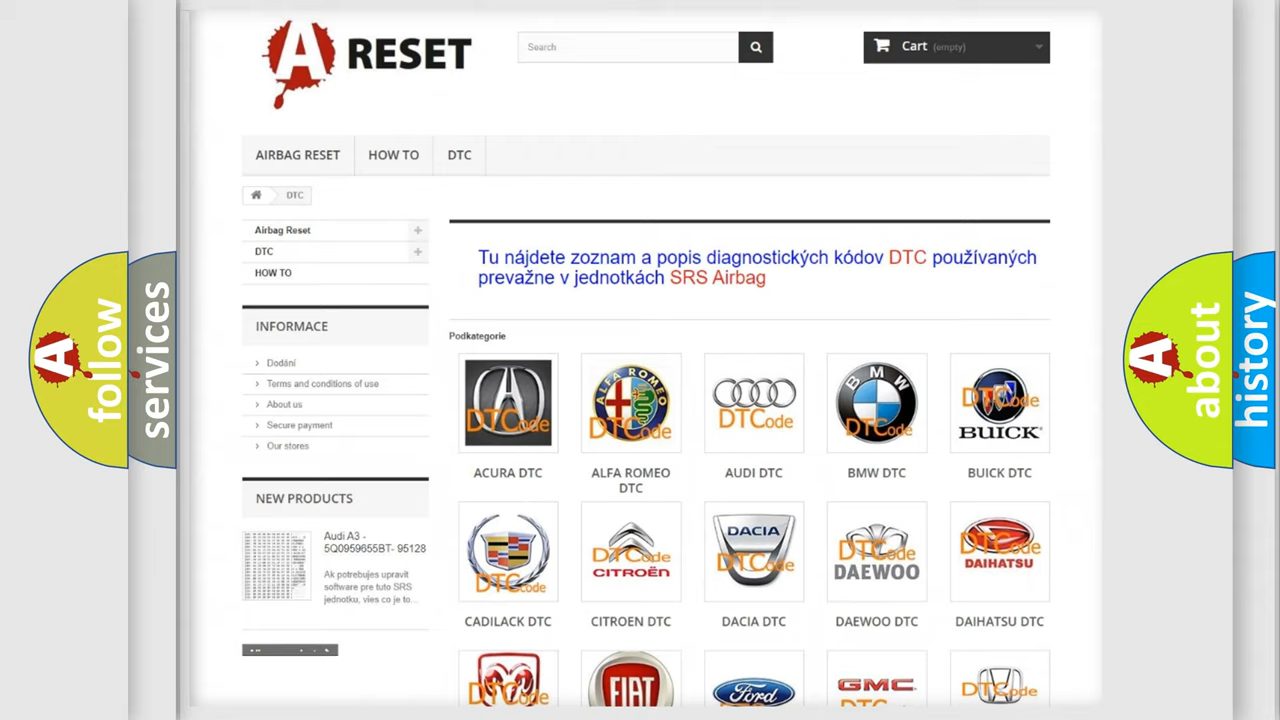 A RESET
Search
Cart (empty)
AIRBAG RESET
HOW TO
DTC
DTC
Airbag Reset
DTC
HOW TO
Tu nájdete zoznam a popis diagnostických kódov DTC používaných
prevažne v jednotkách SRS Airbag
INFORMACE
Dodání
Terms and conditions of use
About us
Secure payment
Our stores
Podkategorie
DTCode
ALFA ROMEO
DTCode
DTCode
BMW
DTCode
DTCode
BUICK
ACURA DTC
ALFA ROMEO
DTC
AUDI DTC
BMW DTC
BUICK DTC
NEW PRODUCTS
Audi A3 -
5Q0959655BT- 95128
Ak potrebujes upravit
software pre tuto SRS
jednotku, vies co je to...
DTCode
DTCode
CITROËN
DACIA
DTCode
DTCode
DAEWOO
DTCode
DAIHATSU
CADILACK DTC
CITROEN DTC
DACIA DTC
DAEWOO DTC
DAIHATSU DTC
DTCode
FIAT
Ford
GMC
DTCode
A follow
services
A about
history